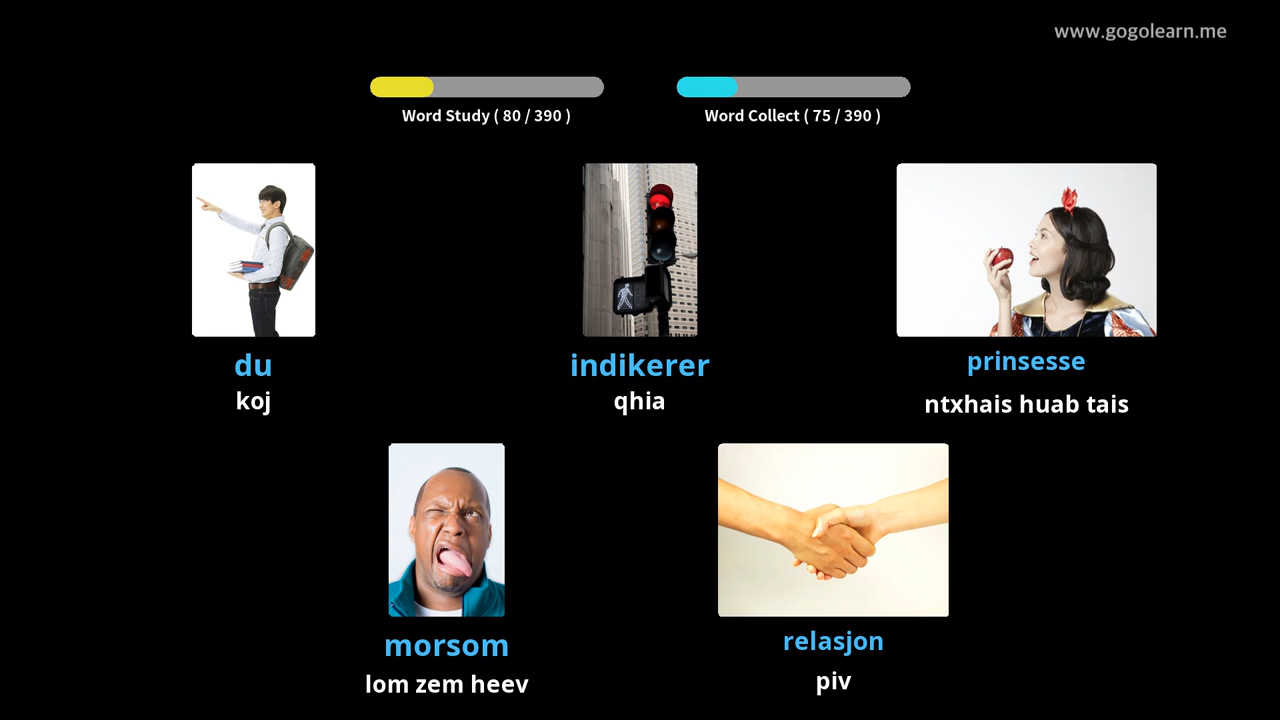 www.gogolearn.me
Word Study ( 80 / 390 )
Word Collect ( 75 / 390 )
du
koj
indikerer
qhia
prinsesse
ntxhais huab tais
morsom
lom zem heev
relasjon
piv